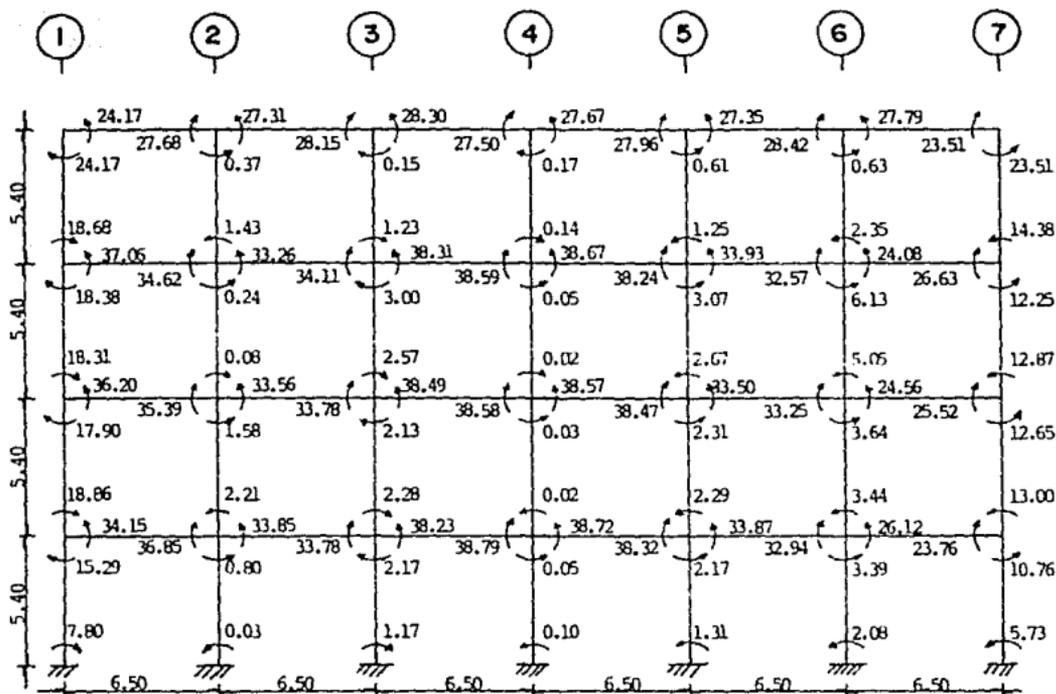 1 2 3 4 5 6 7
24.17 27.31 28.30 27.67 27.35 27.79
27.68 28.15 27.50 27.96 28.42 23.51
24.17 0.37 0.15 0.17 0.61 0.63 23.51
5.40
18.68 1.43 1.23 0.14 1.25 2.35 14.38
37.05 33.26 38.31 38.67 33.93 24.08
34.62 34.11 38.59 38.24 32.57 26.63
18.38 0.24 3.00 0.05 3.07 6.13 12.25
5.40
18.31 0.08 2.57 0.02 2.67 5.05 12.87
36.20 33.56 38.49 38.57 33.50 24.56
35.39 33.78 38.58 38.47 33.25 25.52
17.90 1.58 2.13 0.03 2.31 3.64 12.65
5.40
18.86 2.21 2.28 0.02 2.29 3.44 13.00
34.15 33.85 38.23 38.72 33.87 26.12
36.85 33.78 38.79 38.32 32.94 23.76
15.29 0.80 2.17 0.05 2.17 3.39 10.76
5.40
7.80 0.03 1.17 0.10 1.31 2.08 5.73
6.50 6.50 6.50 6.50 6.50 6.50